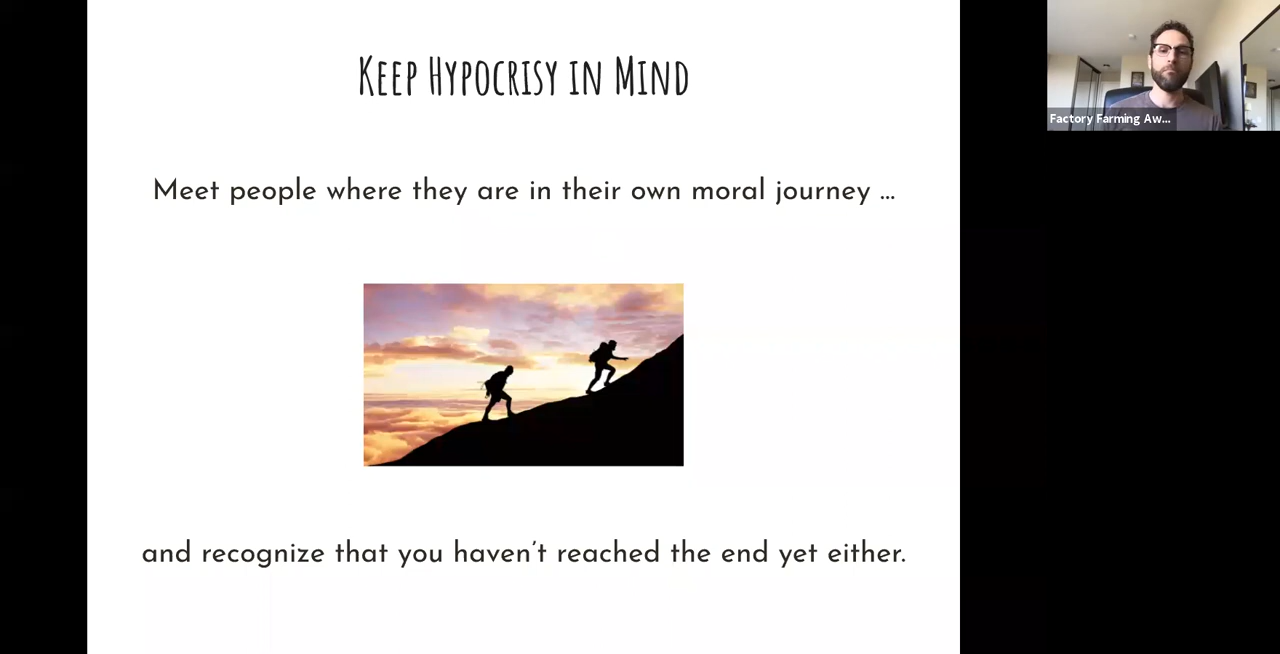 Keep Hypocrisy in Mind
Meet people where they are in their own moral journey ...
and recognize that you haven't reached the end yet either.
Factory Farming Aw...